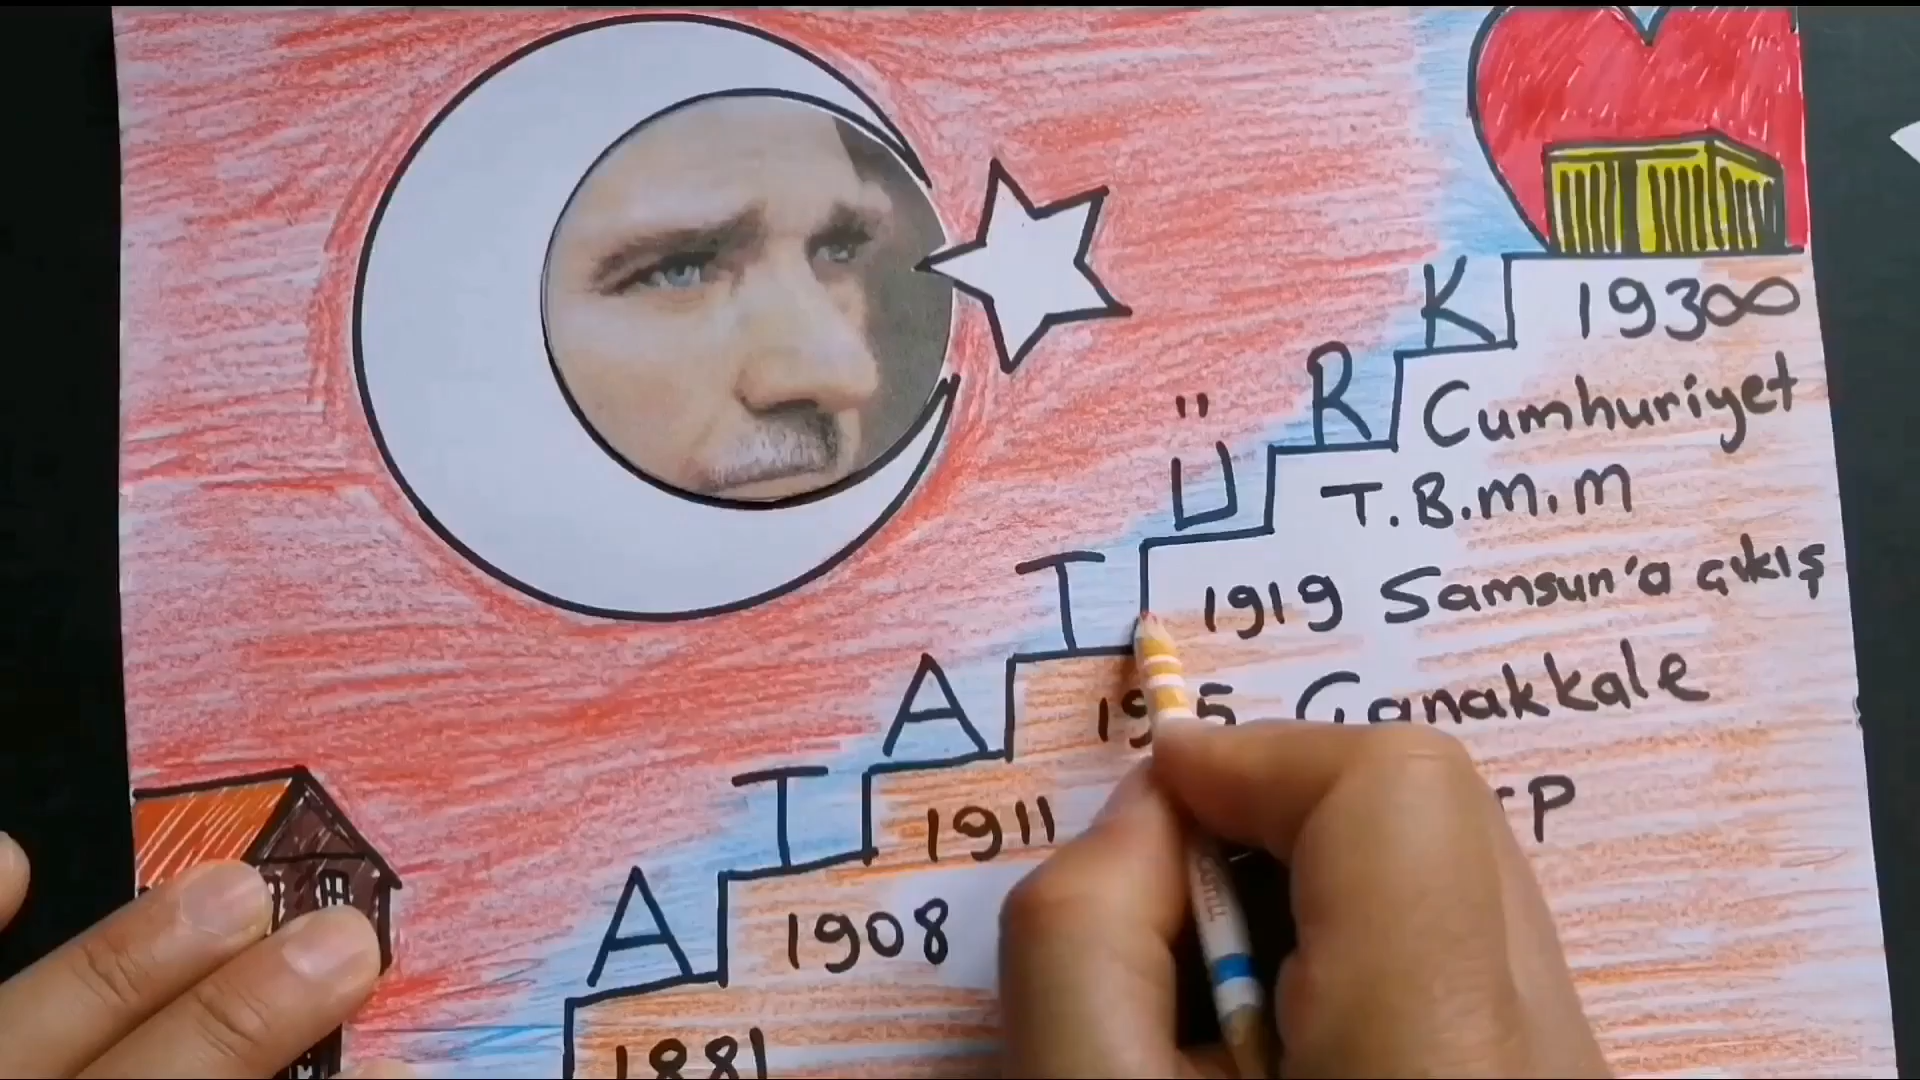 K
1930∞
R
Cumhuriyet
Ü
T.B.M.M
T
1919 Samsun'a çıkış
A
Çanakkale
T
1911
A
1908
1881